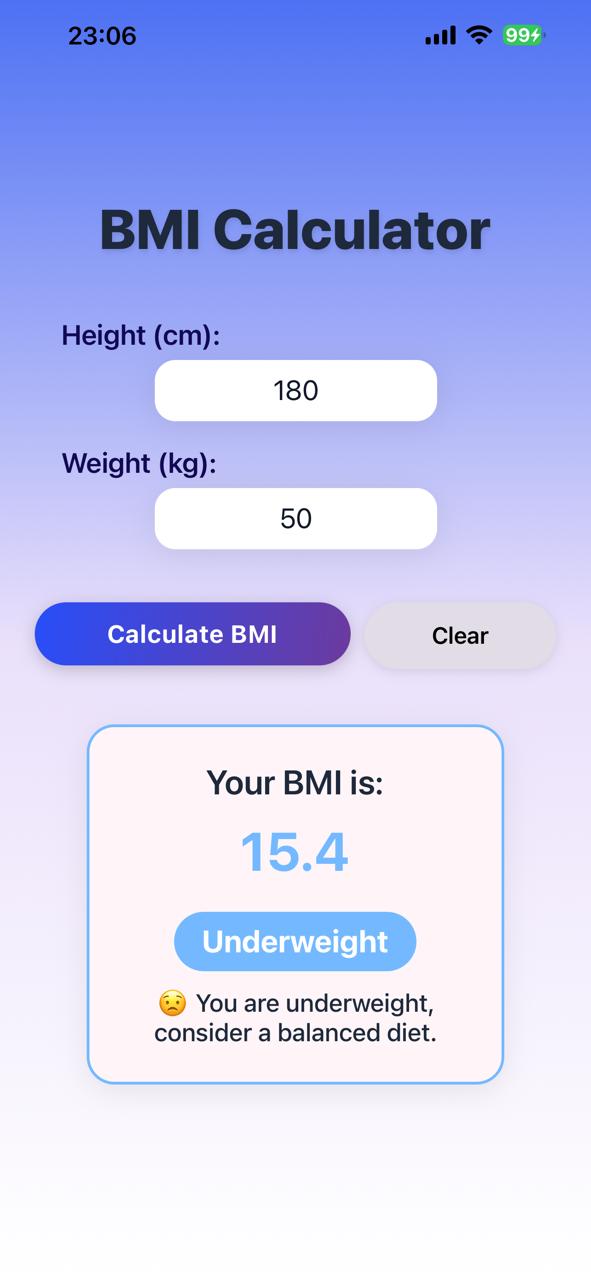 23:06
99
BMI Calculator
Height (cm):
180
Weight (kg):
50
Calculate BMI
Clear
Your BMI is:
15.4
Underweight
😟 You are underweight,
consider a balanced diet.